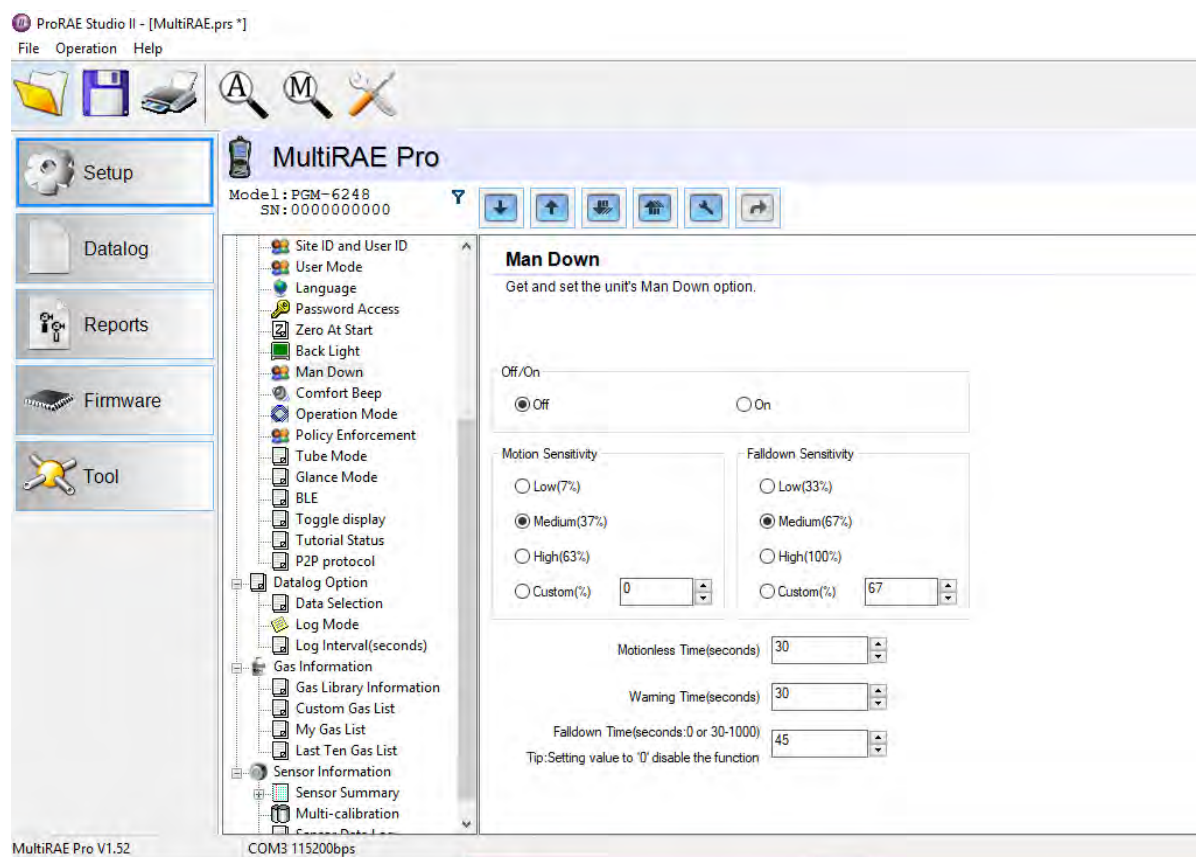 ProRAE Studio II - [MultiRAE.prs *]
File Operation Help
A M
Setup
Datalog
Reports
Firmware
Tool
MultiRAE Pro
Model:PGM-6248
SN:0000000000
Site ID and User ID
User Mode
Language
Password Access
Zero At Start
Back Light
Man Down
Comfort Beep
Operation Mode
Policy Enforcement
Tube Mode
Glance Mode
BLE
Toggle display
Tutorial Status
P2P protocol
Datalog Option
Data Selection
Log Mode
Log Interval(seconds)
Gas Information
Gas Library Information
Custom Gas List
My Gas List
Last Ten Gas List
Sensor Information
Sensor Summary
Multi-calibration
Man Down
Get and set the unit's Man Down option.
Off/On
Off On
Motion Sensitivity
Low(7%)
Medium(37%)
High(63%)
Custom(%) 0
Falldown Sensitivity
Low(33%)
Medium(67%)
High(100%)
Custom(%) 67
Motionless Time(seconds) 30
Warning Time(seconds) 30
Falldown Time(seconds:0 or 30-1000) 45
Tip:Setting value to '0' disable the function
MultiRAE Pro V1.52 COM3 115200bps